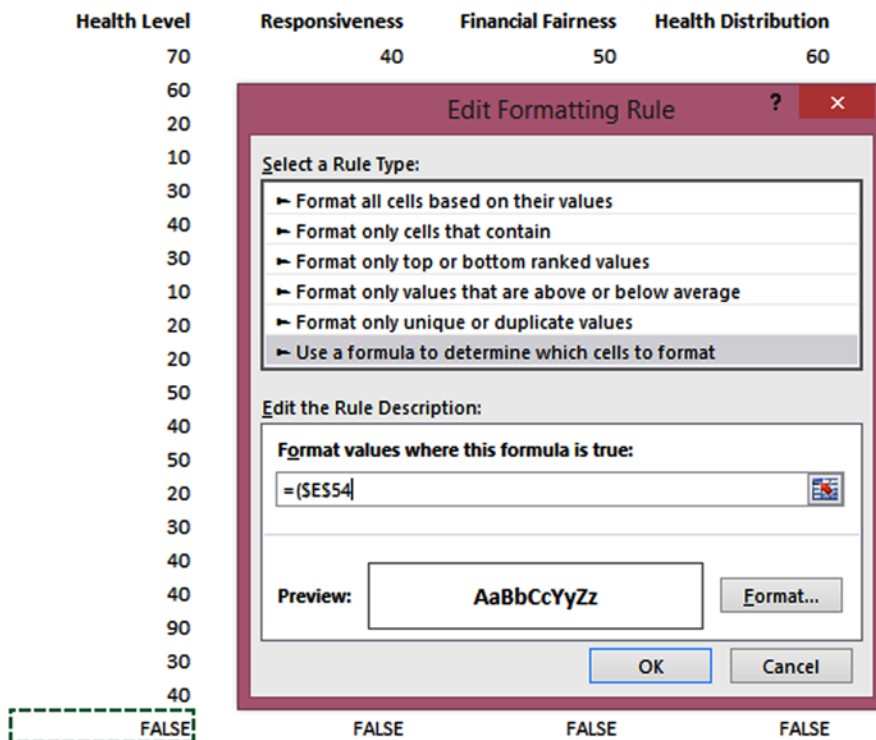 Health Level Responsiveness Financial Fairness Health Distribution
70 40 50 60
60
Edit Formatting Rule ? ×
20
10
Select a Rule Type:
30
► Format all cells based on their values
40
► Format only cells that contain
30
► Format only top or bottom ranked values
10
► Format only values that are above or below average
20
► Format only unique or duplicate values
20
► Use a formula to determine which cells to format
50
40
Edit the Rule Description:
50
Format values where this formula is true:
20
=($E$54
30
40
40
Preview: AaBbCcYyZz Format...
90
30
OK Cancel
40
FALSE FALSE FALSE FALSE